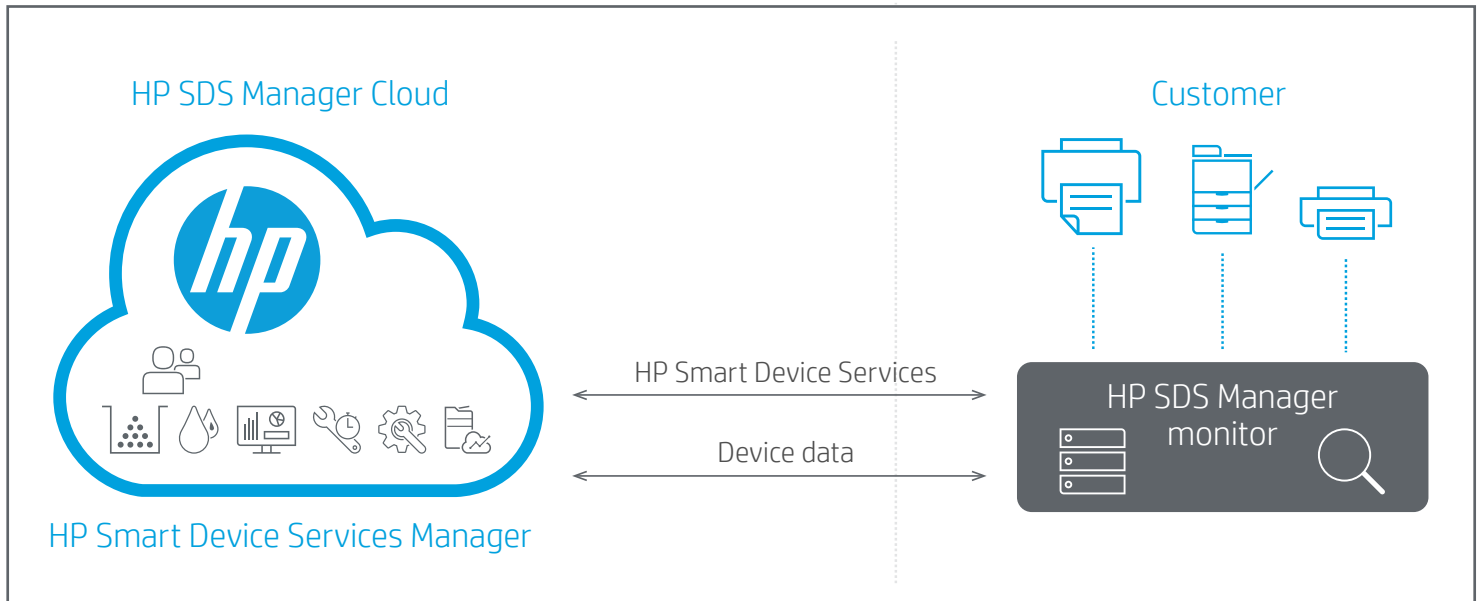 HP SDS Manager Cloud
Customer
hp
HP Smart Device Services
HP SDS Manager
monitor
Device data
HP Smart Device Services Manager